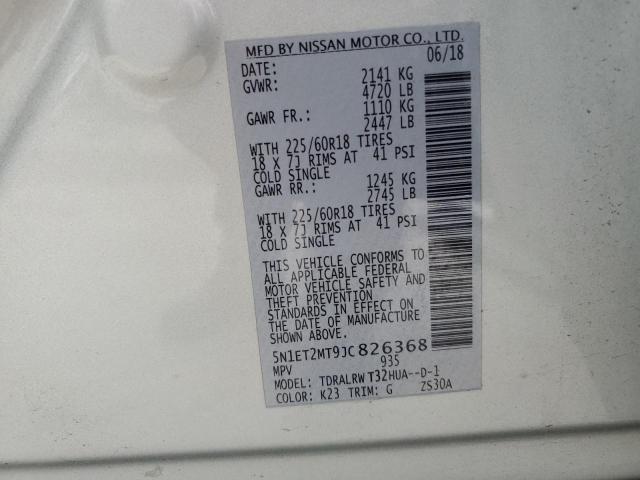 MFD BY NISSAN MOTOR CO., LTD.
DATE: 06/18
GVWR: 2141 KG
4720 LB
GAWR FR.: 1110 KG
2447 LB
WITH 225/60R18 TIRES
18 X 7J RIMS AT 41 PSI
COLD SINGLE
GAWR RR.: 1245 KG
2745 LB
WITH 225/60R18 TIRES
18 X 7J RIMS AT 41 PSI
COLD SINGLE
THIS VEHICLE CONFORMS TO
ALL APPLICABLE FEDERAL
MOTOR VEHICLE SAFETY AND
THEFT PREVENTION
STANDARDS IN EFFECT ON
THE DATE OF MANUFACTURE
SHOWN ABOVE.
5N1ET2MT9JC826368
MPV 935
MODEL: TDRALRWT32HUA--D-1
COLOR: K23 TRIM: G ZS30A